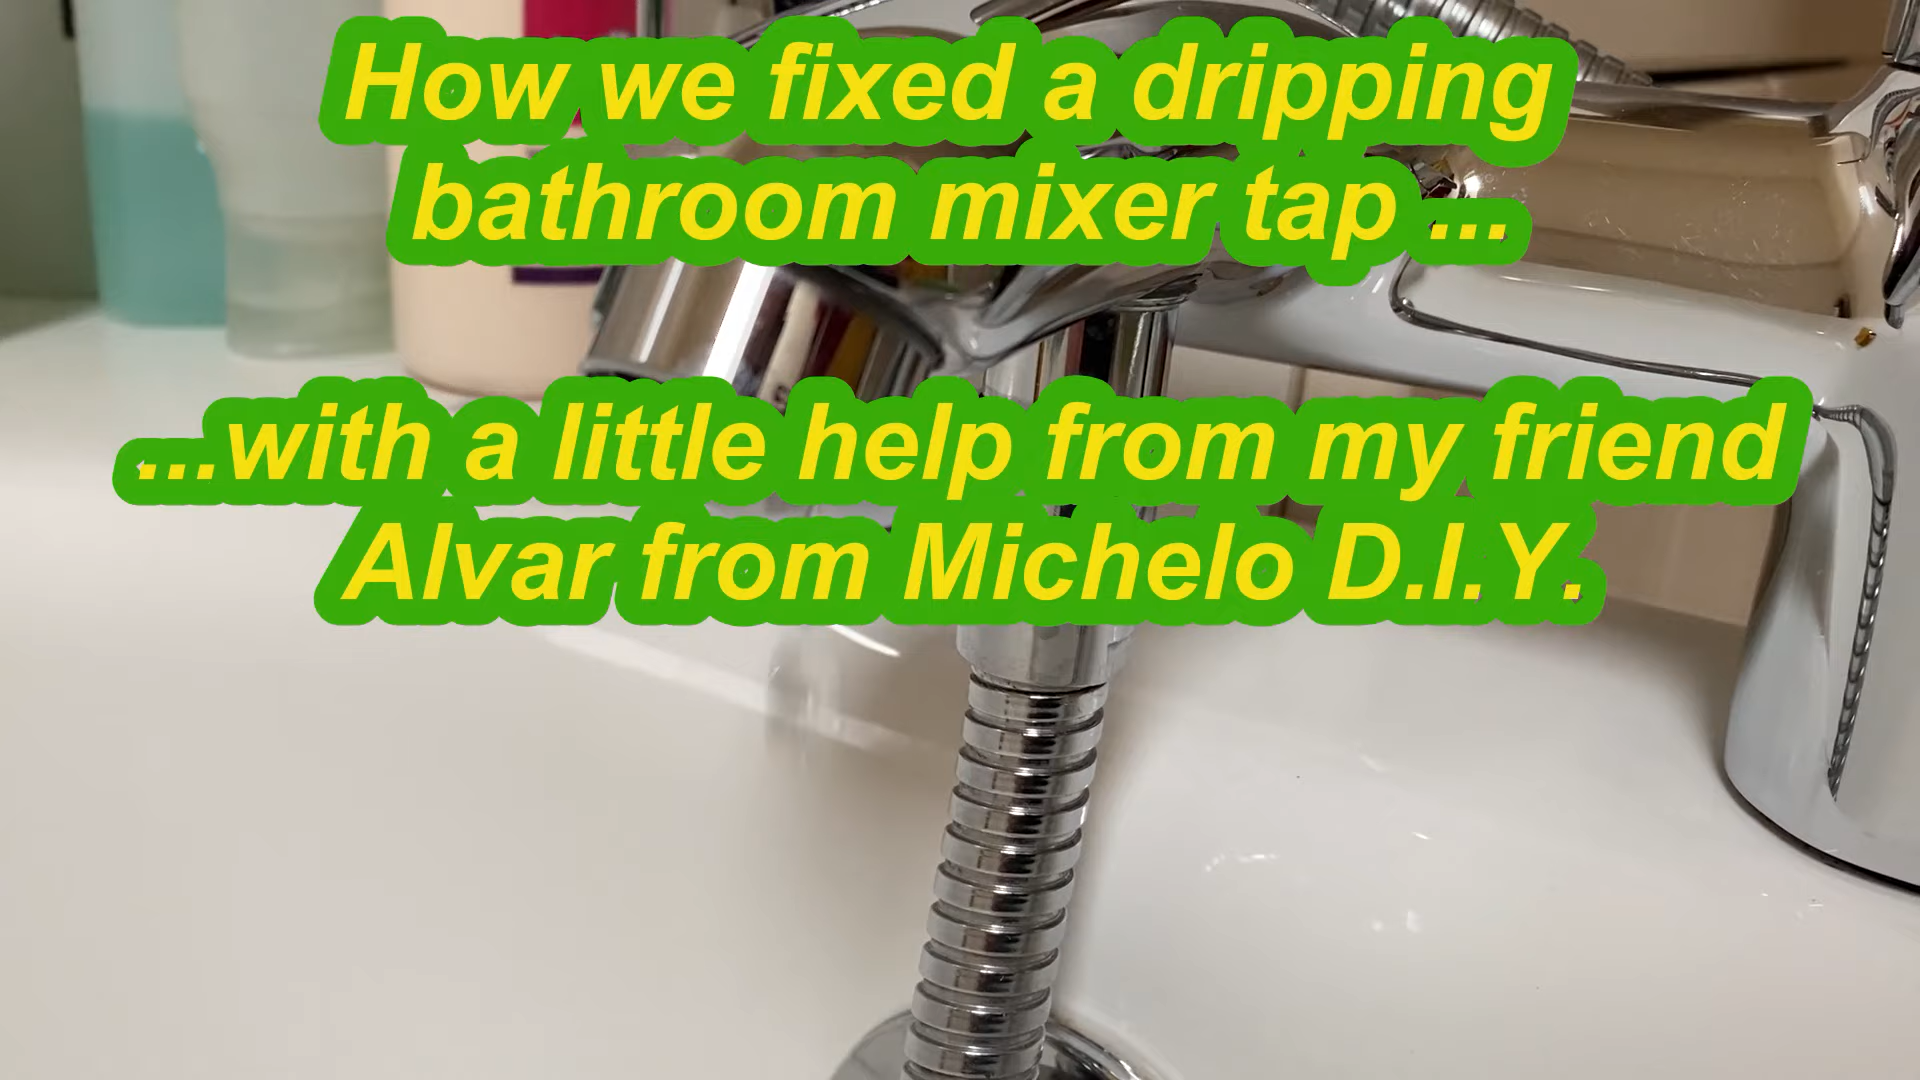 How we fixed a dripping
bathroom mixer tap ...
...with a little help from my friend
Alvar from Michelo D.I.Y.